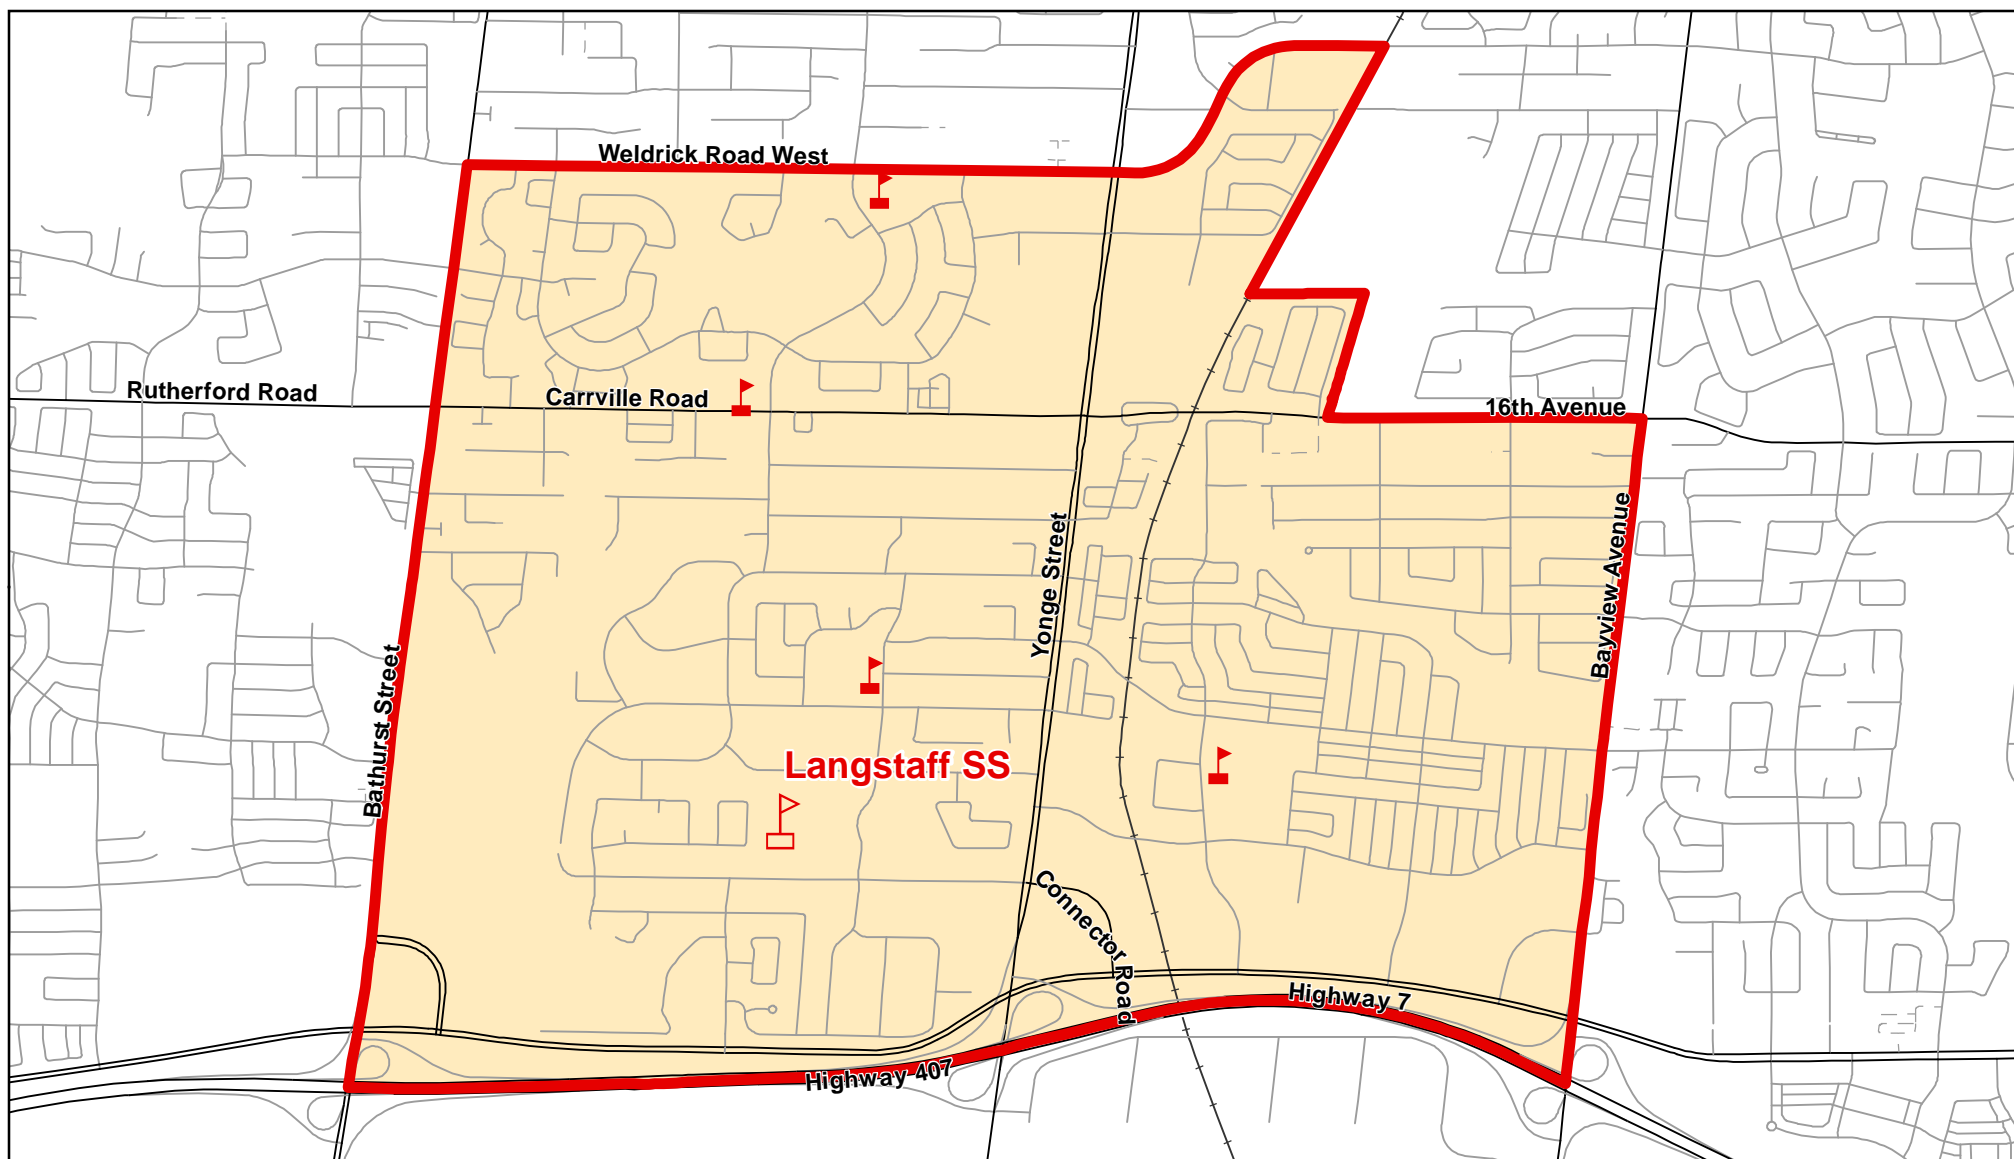 Weldrick Road West
Rutherford Road
Carrville Road
16th Avenue
Yonge Street
Bayview Avenue
Bathurst Street
Langstaff SS
Connector Road
Highway 7
Highway 407